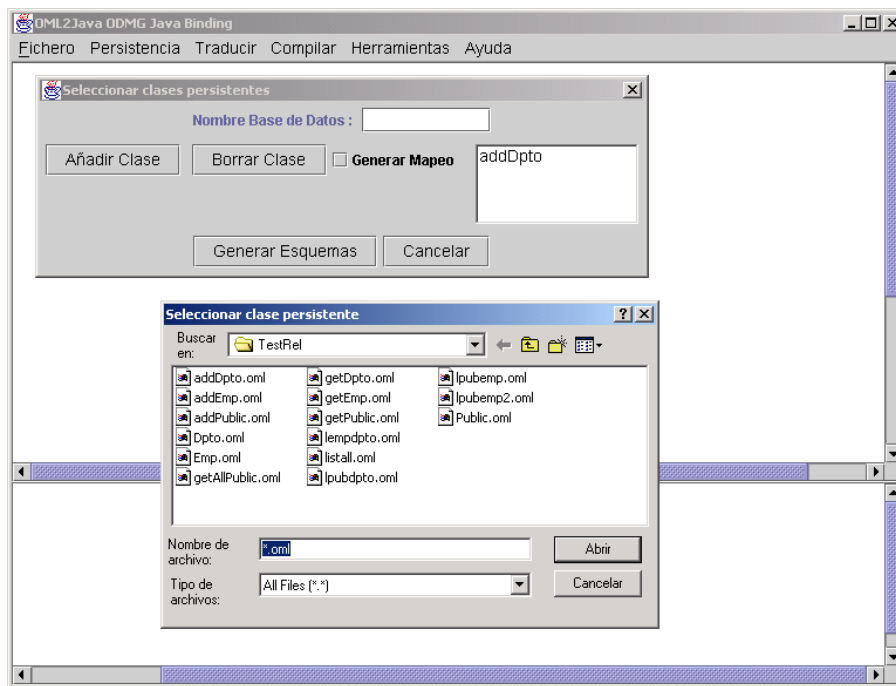 OML2Java ODMG Java Binding
Fichero Persistencia Traducir Compilar Herramientas Ayuda
Seleccionar clases persistentes
Nombre Base de Datos :
Añadir Clase Borrar Clase Generar Mapeo addDpto
Generar Esquemas Cancelar
Seleccionar clase persistente
Buscar en: TestRel
addDpto.oml getDpto.oml lpubemp.oml
addEmp.oml getEmp.oml lpubemp2.oml
addPublic.oml getPublic.oml Public.oml
Dpto.oml lempdpto.oml
Emp.oml listall.oml
getAllPublic.oml lpubdpto.oml
Nombre de archivo: *.oml Abrir
Tipo de archivos: All Files (*.*) Cancelar